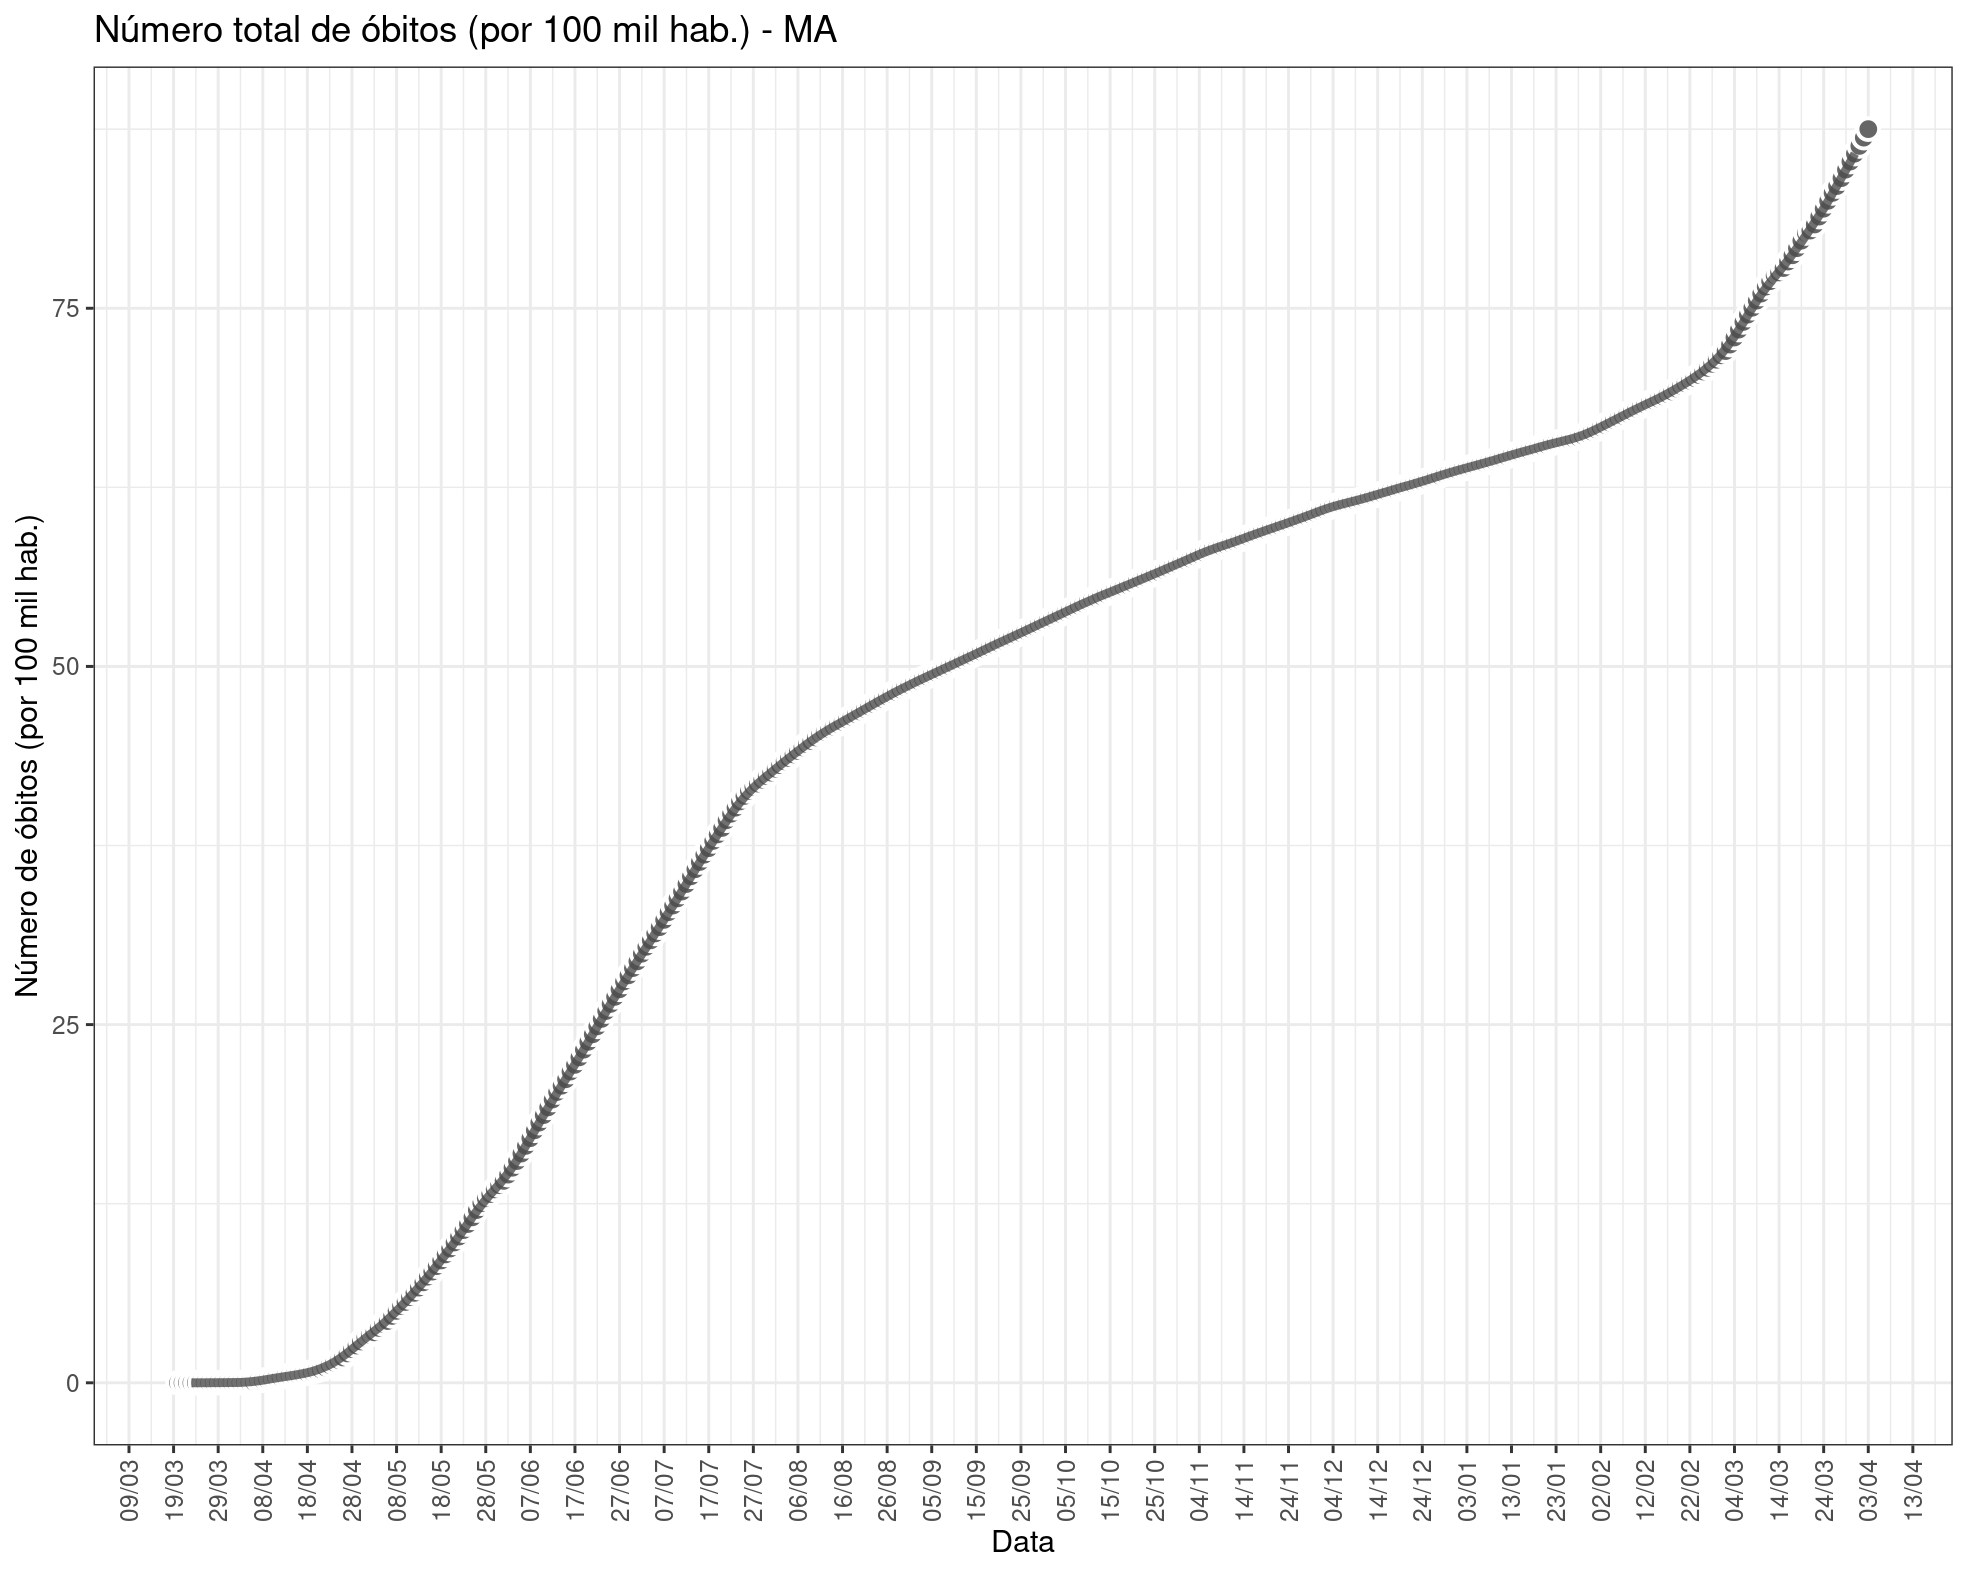 Número total de óbitos (por 100 mil hab.) - MA
Número de óbitos (por 100 mil hab.)
75
50
25
0
09/03 19/03 29/03 08/04 18/04 28/04 08/05 18/05 28/05 07/06 17/06 27/06 07/07 17/07 27/07 06/08 16/08 26/08 05/09 15/09 25/09 05/10 15/10 25/10 04/11 14/11 24/11 04/12 14/12 24/12 03/01 13/01 23/01 02/02 12/02 22/02 04/03 14/03 24/03 03/04 13/04
Data